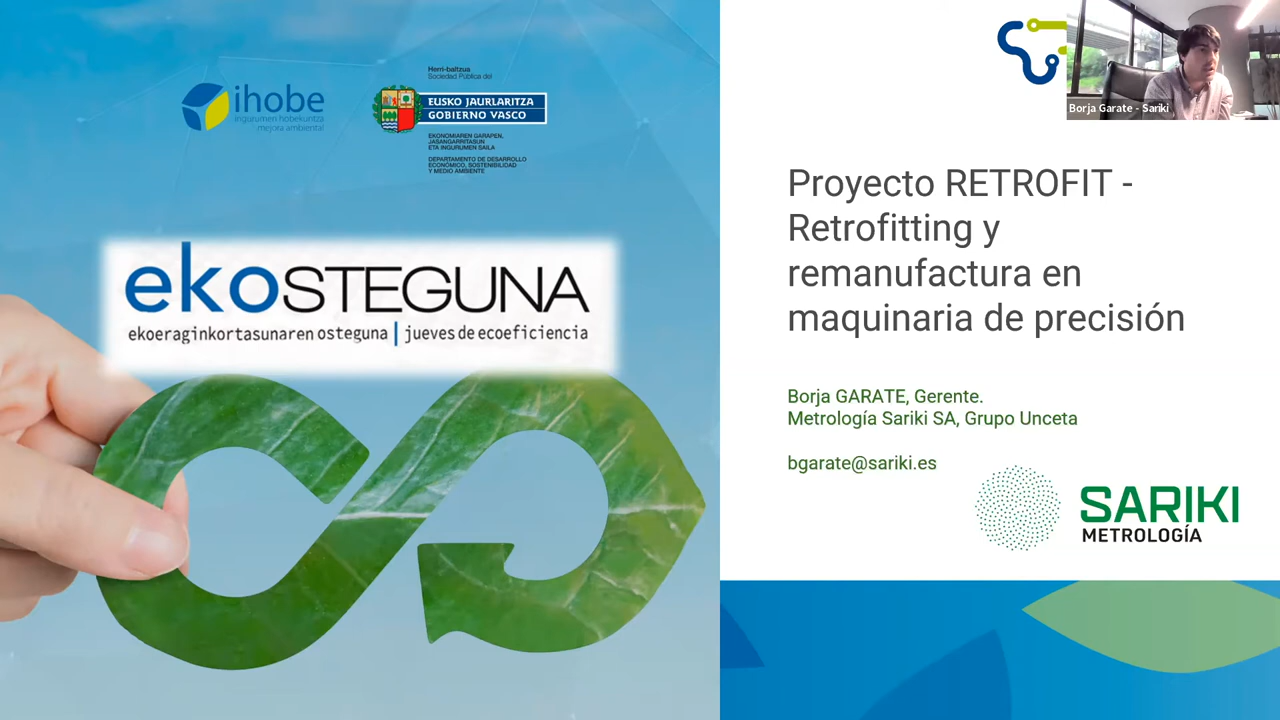 ihobe
ingurumen hobekuntza
mejora ambiental
Herri-baltzua
Sociedad Pública del
EUSKO JAURLARITZA
GOBIERNO VASCO
EKONOMIAREN GARAPEN,
JASANGARRITASUN
ETA INGURUMEN SAILA
DEPARTAMENTO DE DESARROLLO
ECONÓMICO, SOSTENIBILIDAD
Y MEDIO AMBIENTE
ekoSTEGUNA
ekoeraginkortasunaren osteguna | jueves de ecoeficiencia
Borja Garate - Sariki
Proyecto RETROFIT -
Retrofitting y
remanufactura en
maquinaria de precisión
Borja GARATE, Gerente.
Metrología Sariki SA, Grupo Unceta
bgarate@sariki.es
SARIKI
METROLOGÍA